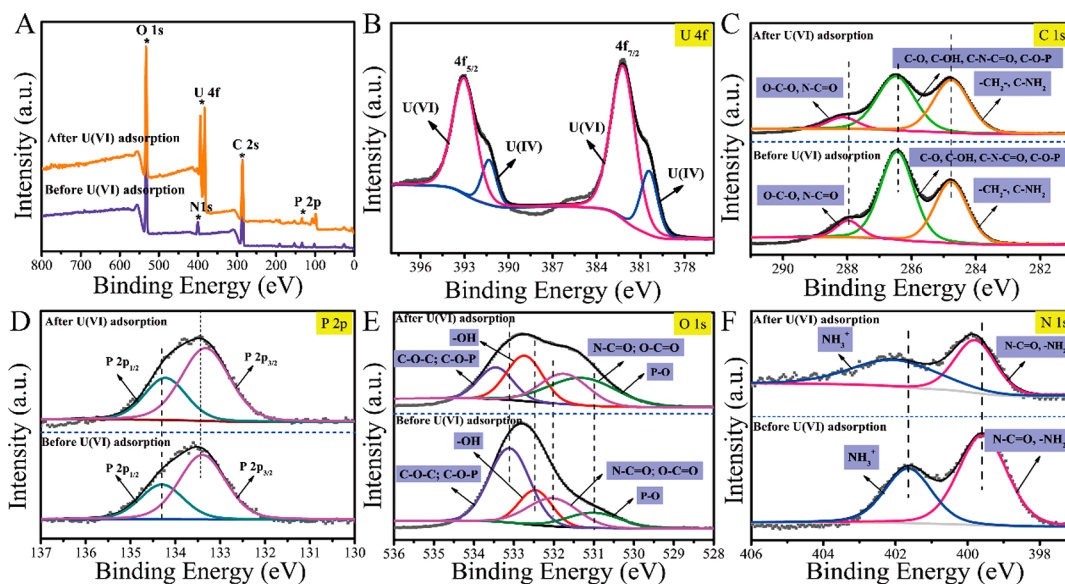 A
O 1s
*
U 4f
*
After U(VI) adsorption
C 2s
*
Before U(VI) adsorption
N1s
*
P 2p
*
Intensity (a.u.)
800 700 600 500 400 300 200 100 0
Binding Energy (eV)
B
U 4f
4f5/2
4f7/2
U(VI)
U(IV)
U(VI)
U(IV)
Intensity (a.u.)
396 393 390 387 384 381 378
Binding Energy (eV)
C
C 1s
After U(VI) adsorption
C-O, C-OH, C-N-C=O, C-O-P
O-C-O, N-C=O
-CH2-, C-NH2
Before U(VI) adsorption
C-O, C-OH, C-N-C=O, C-O-P
O-C-O, N-C=O
-CH2-, C-NH2
Intensity (a.u.)
290 288 286 284 282
Binding Energy (eV)
D
P 2p
After U(VI) adsorption
P 2p1/2
P 2p3/2
Before U(VI) adsorption
P 2p1/2
P 2p3/2
Intensity (a.u.)
137 136 135 134 133 132 131 130
Binding Energy (eV)
E
O 1s
After U(VI) adsorption
-OH
N-C=O; O-C=O
C-O-C; C-O-P
P-O
Before U(VI) adsorption
-OH
N-C=O; O-C=O
C-O-C; C-O-P
P-O
Intensity (a.u.)
536 535 534 533 532 531 530 529 528
Binding Energy (eV)
F
N 1s
After U(VI) adsorption
NH3+
N-C=O, -NH2
Before U(VI) adsorption
NH3+
N-C=O, -NH2
Intensity (a.u.)
406 404 402 400 398
Binding Energy (eV)